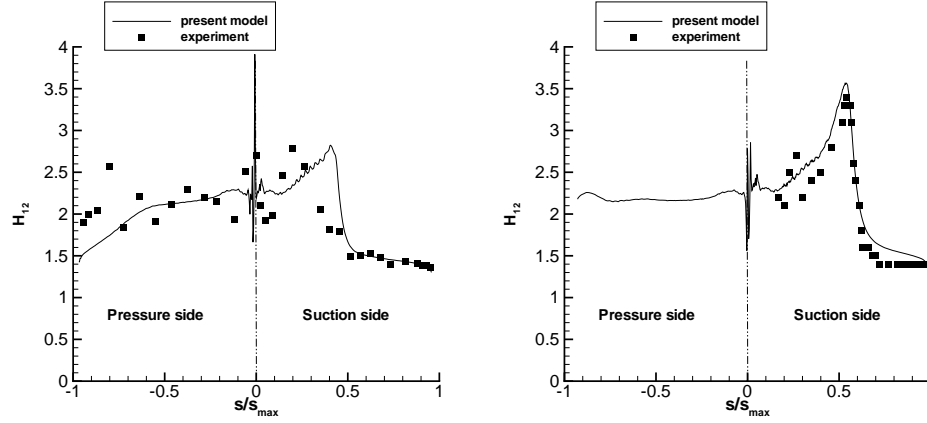 present model
experiment
4
3.5
3
2.5
2
1.5
1
0.5
0
H12
Pressure side
Suction side
-1
-0.5
0
0.5
1
s/smax
present model
experiment
4
3.5
3
2.5
2
1.5
1
0.5
0
H12
Pressure side
Suction side
-1
-0.5
0
0.5
s/smax